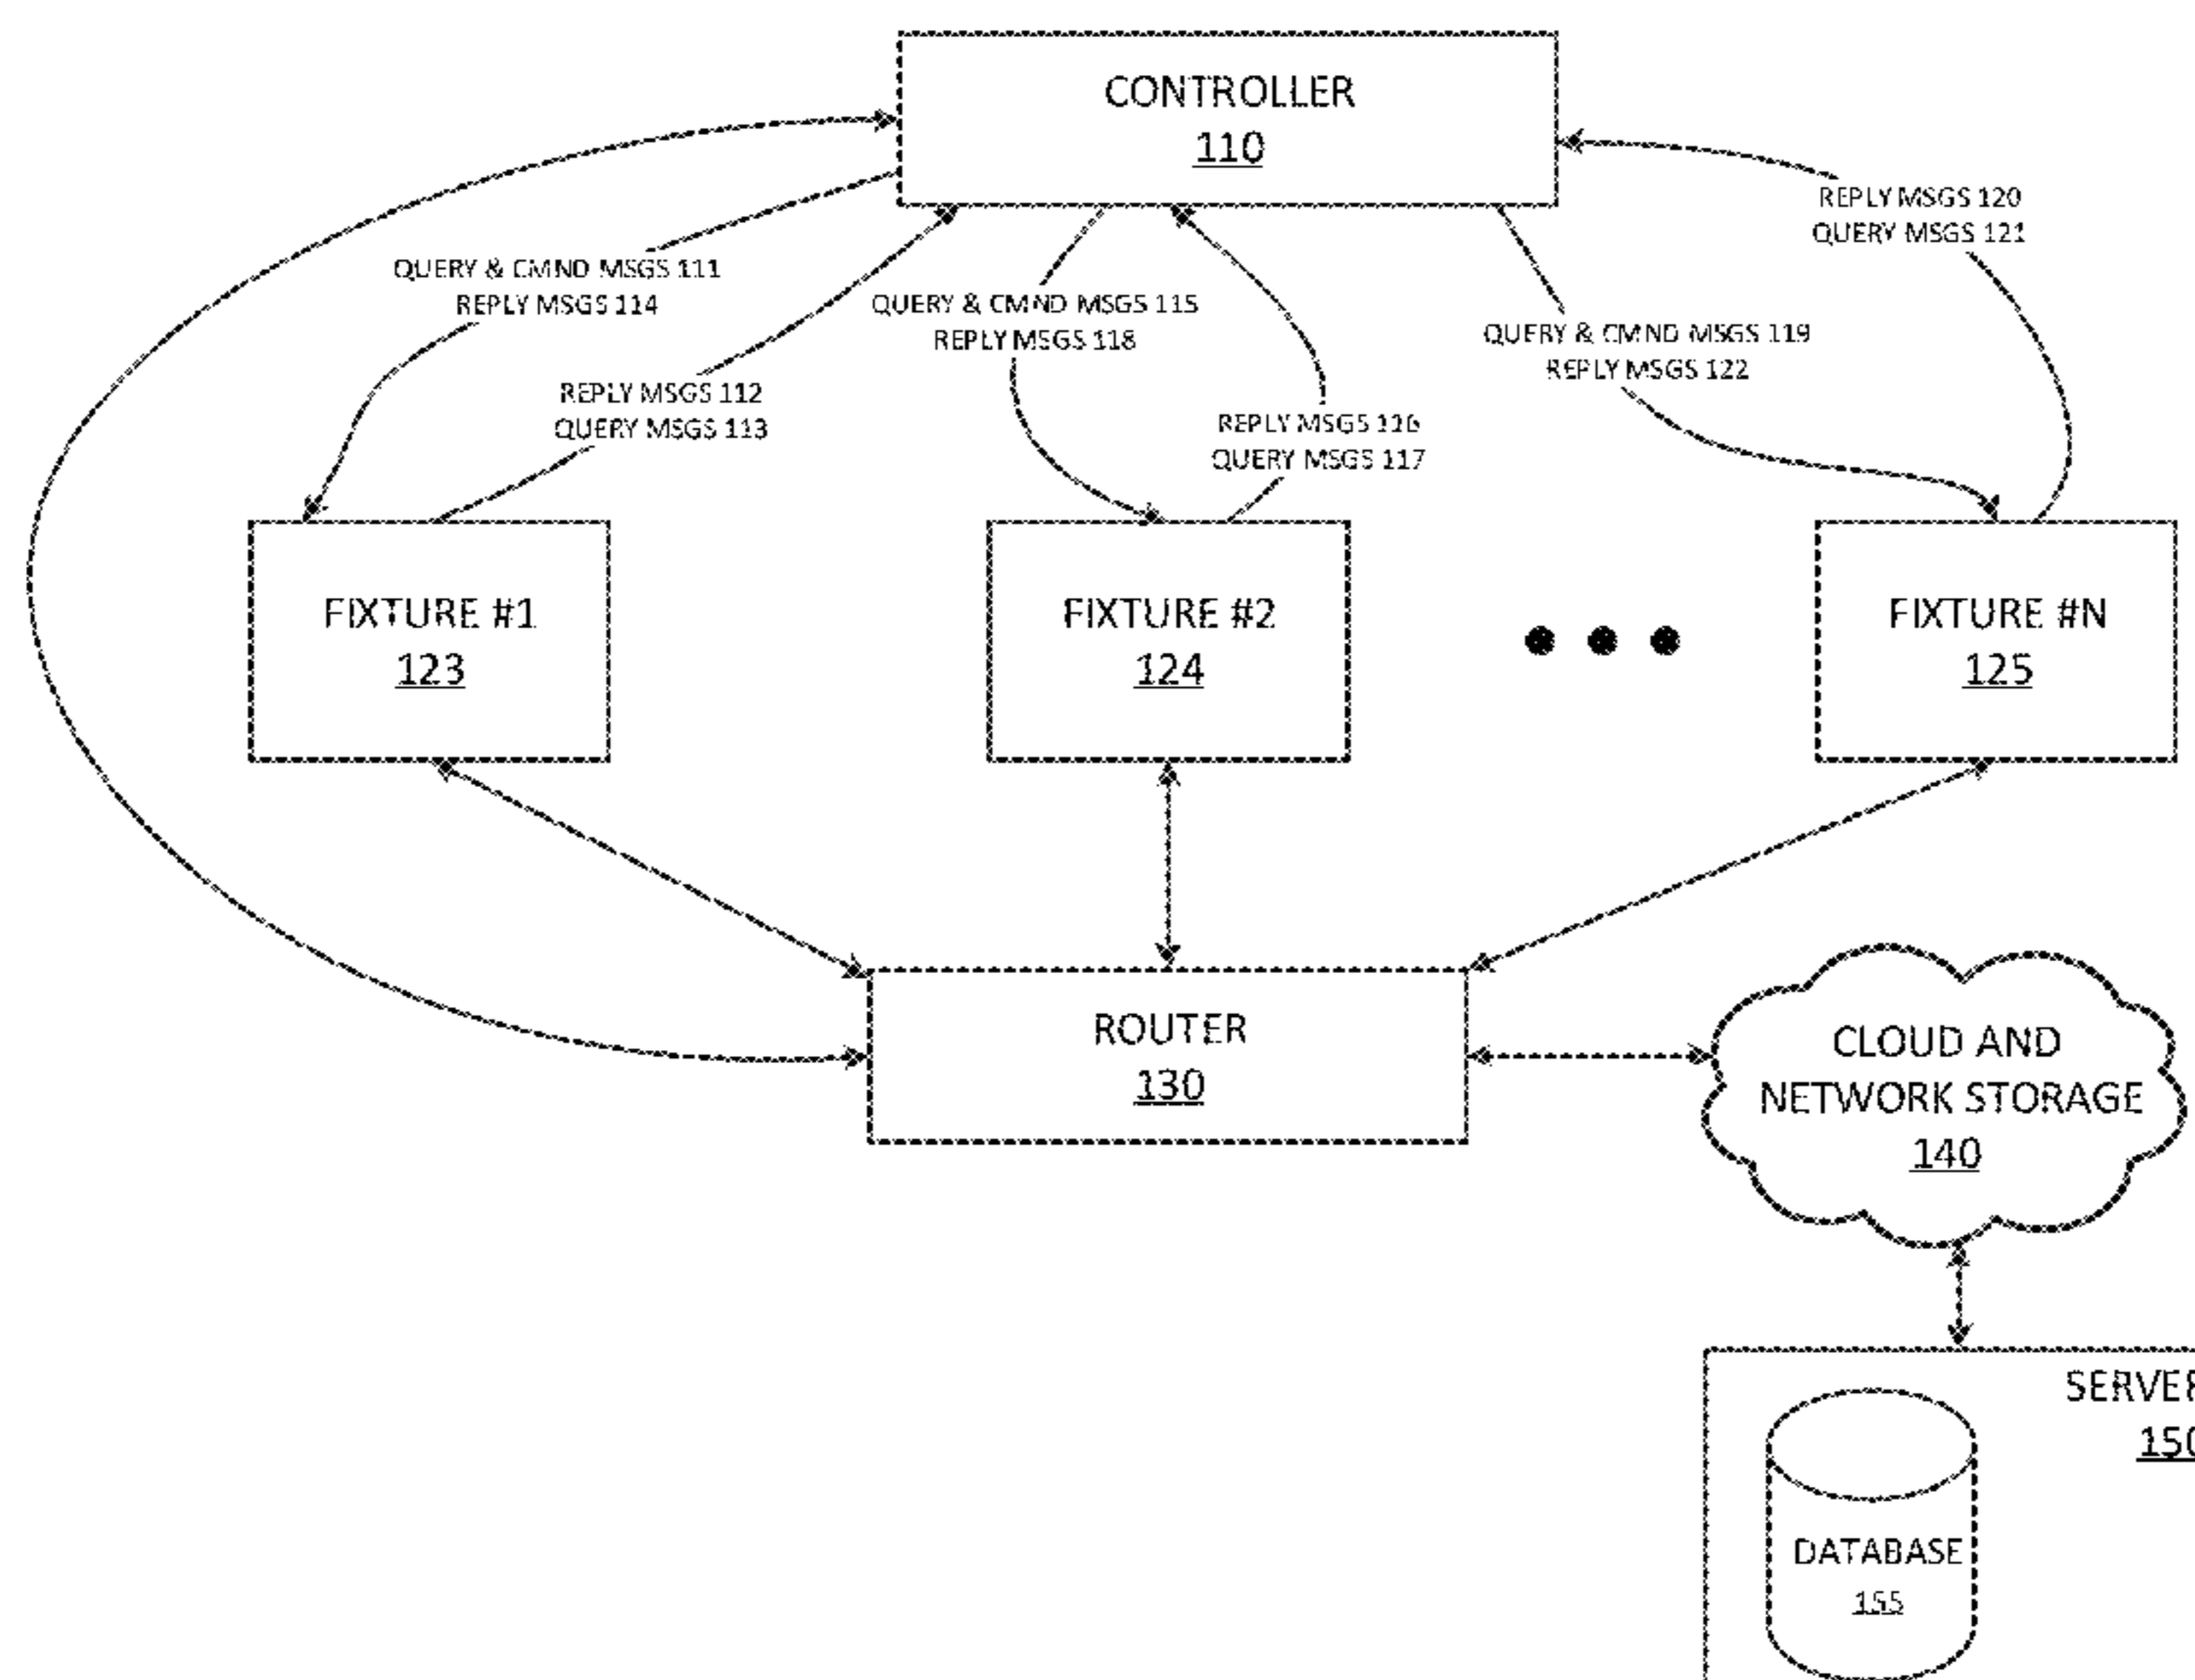 CONTROLLER
110
REPLY MSGS 120
QUERY MSGS 121
QUERY & CMND MSGS 111
REPLY MSGS 114
QUERY & CMND MSGS 115
REPLY MSGS 118
QUERY & CMND MSGS 119
REPLY MSGS 122
REPLY MSGS 112
QUERY MSGS 113
REPLY MSGS 116
QUERY MSGS 117
FIXTURE #1
123
FIXTURE #2
124
FIXTURE #N
125
ROUTER
130
CLOUD AND
NETWORK STORAGE
140
SERVER
150
DATABASE
155